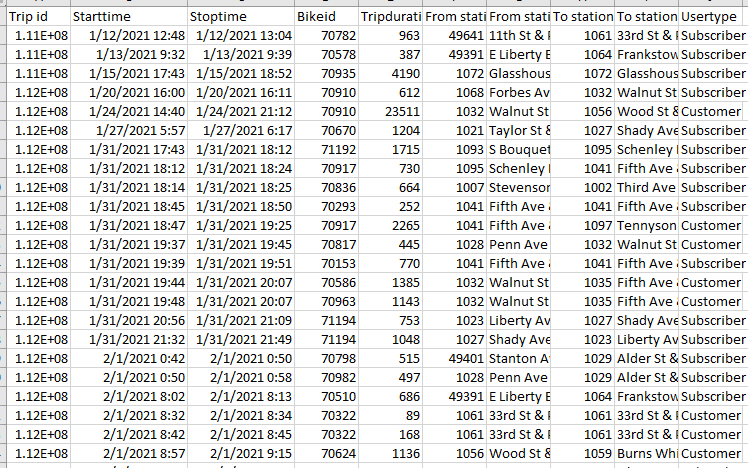 Trip id Starttime Stoptime Bikeid Tripdurati From stati From stati To station To station Usertype
1.11E+08 1/12/2021 12:48 1/12/2021 13:04 70782 963 49641 11th St & 1061 33rd St & Subscriber
1.11E+08 1/13/2021 9:32 1/13/2021 9:39 70578 387 49391 E Liberty 1064 Frankstow Subscriber
1.11E+08 1/15/2021 17:43 1/15/2021 18:52 70935 4190 1072 Glasshous 1072 Glasshous Subscriber
1.12E+08 1/20/2021 16:00 1/20/2021 16:11 70910 612 1068 Forbes Av 1032 Walnut St Subscriber
1.12E+08 1/24/2021 14:40 1/24/2021 21:12 70910 23511 1032 Walnut St 1056 Wood St & Customer
1.12E+08 1/27/2021 5:57 1/27/2021 6:17 70670 1204 1021 Taylor St & 1027 Shady Ave Subscriber
1.12E+08 1/31/2021 17:43 1/31/2021 18:12 71192 1715 1093 S Bouquet 1095 Schenley Subscriber
1.12E+08 1/31/2021 18:12 1/31/2021 18:24 70917 730 1095 Schenley 1041 Fifth Ave Subscriber
1.12E+08 1/31/2021 18:14 1/31/2021 18:25 70836 664 1007 Stevenson 1002 Third Ave Subscriber
1.12E+08 1/31/2021 18:45 1/31/2021 18:50 70293 252 1041 Fifth Ave 1041 Fifth Ave Subscriber
1.12E+08 1/31/2021 18:47 1/31/2021 19:25 70917 2265 1041 Fifth Ave 1097 Tennyson Customer
1.12E+08 1/31/2021 19:37 1/31/2021 19:45 70817 445 1028 Penn Ave 1032 Walnut St Customer
1.12E+08 1/31/2021 19:39 1/31/2021 19:51 70153 770 1041 Fifth Ave 1041 Fifth Ave Subscriber
1.12E+08 1/31/2021 19:44 1/31/2021 20:07 70586 1385 1032 Walnut St 1035 Fifth Ave Customer
1.12E+08 1/31/2021 19:48 1/31/2021 20:07 70963 1143 1032 Walnut St 1035 Fifth Ave Customer
1.12E+08 1/31/2021 20:56 1/31/2021 21:09 71194 753 1023 Liberty Av 1027 Shady Ave Subscriber
1.12E+08 1/31/2021 21:32 1/31/2021 21:49 71194 1048 1027 Shady Ave 1023 Liberty Av Subscriber
1.12E+08 2/1/2021 0:42 2/1/2021 0:50 70798 515 49401 Stanton A 1029 Alder St & Subscriber
1.12E+08 2/1/2021 0:50 2/1/2021 0:58 70982 497 1028 Penn Ave 1029 Alder St & Subscriber
1.12E+08 2/1/2021 8:02 2/1/2021 8:13 70510 686 49391 E Liberty 1064 Frankstow Subscriber
1.12E+08 2/1/2021 8:32 2/1/2021 8:34 70322 89 1061 33rd St & 1061 33rd St & Customer
1.12E+08 2/1/2021 8:42 2/1/2021 8:45 70322 168 1061 33rd St & 1061 33rd St & Customer
1.12E+08 2/1/2021 8:57 2/1/2021 9:15 70624 1136 1056 Wood St & 1059 Burns Whi Customer